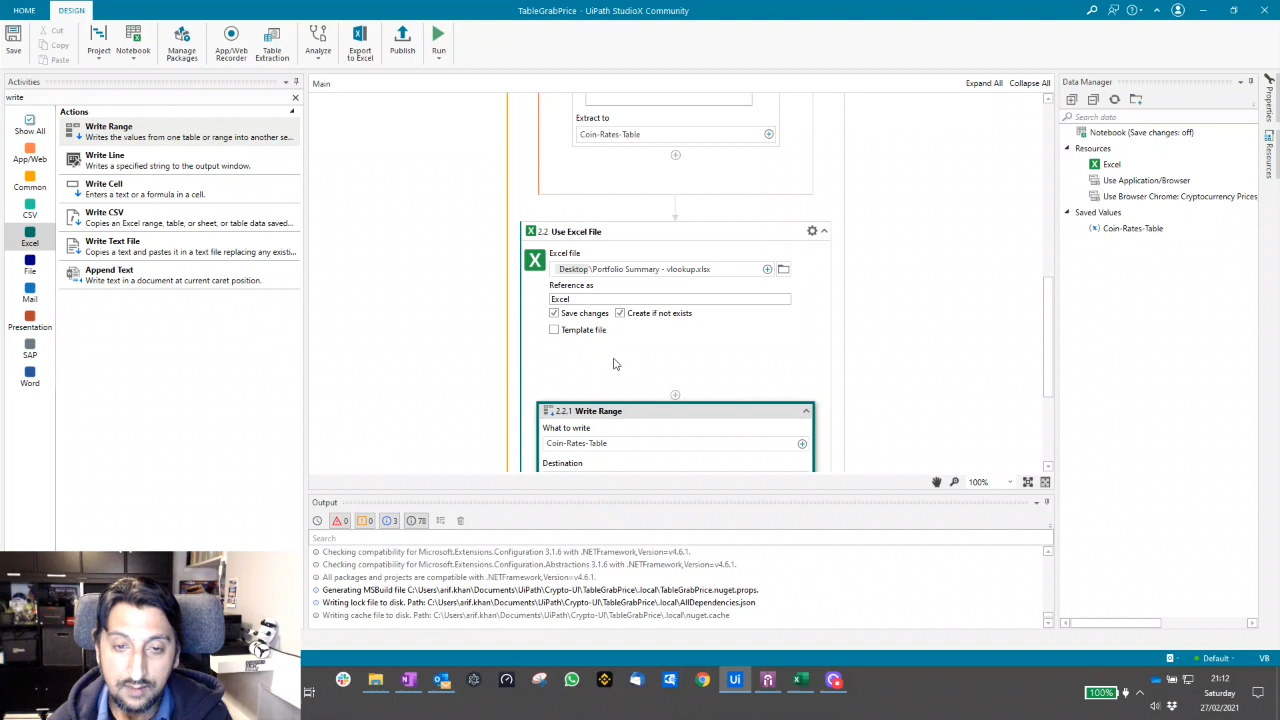 HOME
DESIGN
TableGrabPrice - UiPath StudioX Community
Save
Cut
Copy
Paste
Project
Notebook
Manage Packages
App/Web Recorder
Table Extraction
Analyze
Export to Excel
Publish
Run
Activities
write
Show All
App/Web
Common
CSV
Excel
File
Mail
Presentation
SAP
Word
Actions
Write Range
Writes the values from one table or range into another se...
Write Line
Writes a specified string to the output window.
Write Cell
Enters a text or a formula in a cell.
Write CSV
Copies an Excel range, table, or sheet, or table data saved...
Write Text File
Copies a text and pastes it in a text file replacing any existi...
Append Text
Write text in a document at current caret position.
Main
Expand All
Collapse All
Extract to
Coin-Rates-Table
2.2 Use Excel File
Excel file
Desktop\Portfolio Summary - vlookup.xlsx
Reference as
Excel
Save changes
Create if not exists
Template file
2.2.1 Write Range
What to write
Coin-Rates-Table
Destination
100%
Output
0
0
3
78
Search
Checking compatibility for Microsoft.Extensions.Configuration 3.1.6 with .NETFramework,Version=v4.6.1.
Checking compatibility for Microsoft.Extensions.Configuration.Abstractions 3.1.6 with .NETFramework,Version=v4.6.1.
All packages and projects are compatible with .NETFramework,Version=v4.6.1.
Generating MSBuild file C:\Users\arif.khan\Documents\UiPath\Crypto-UI\TableGrabPrice\.local\TableGrabPrice.nuget.props.
Writing lock file to disk. Path: C:\Users\arif.khan\Documents\UiPath\Crypto-UI\TableGrabPrice\.local\AllDependencies.json
Writing cache file to disk. Path: C:\Users\arif.khan\Documents\UiPath\Crypto-UI\TableGrabPrice\.local\nuget.cache
Data Manager
Search data
Notebook (Save changes: off)
Resources
Excel
Use Application/Browser
Use Browser Chrome: Cryptocurrency Prices
Saved Values
(x) Coin-Rates-Table
Properties
Resources
Default
VB
Ui
100%
21:12
Saturday
27/02/2021